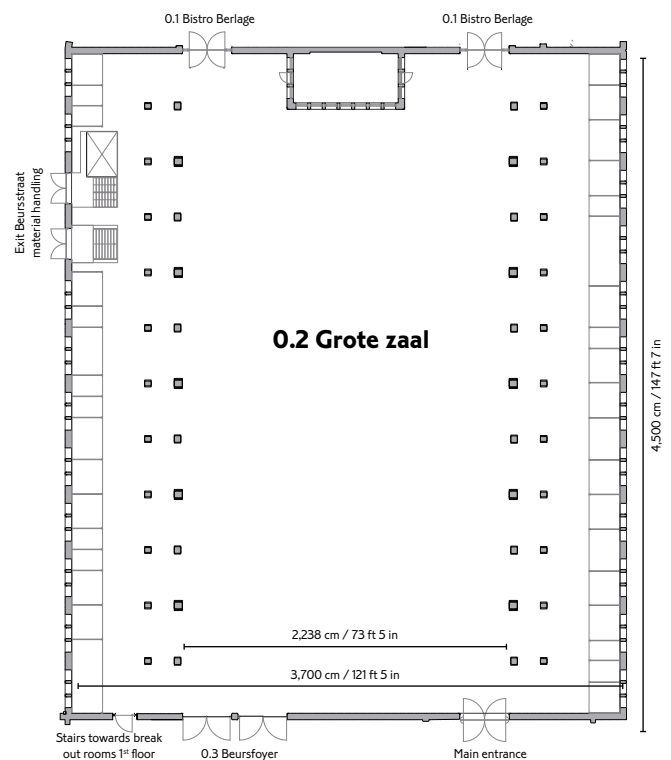 0.1 Bistro Berlage
0.1 Bistro Berlage
Exit Beursstraat
material handling
0.2 Grote zaal
4,500 cm / 147 ft 7 in
2,238 cm / 73 ft 5 in
3,700 cm / 121 ft 5 in
Stairs towards break
out rooms 1st floor
0.3 Beursfoyer
Main entrance